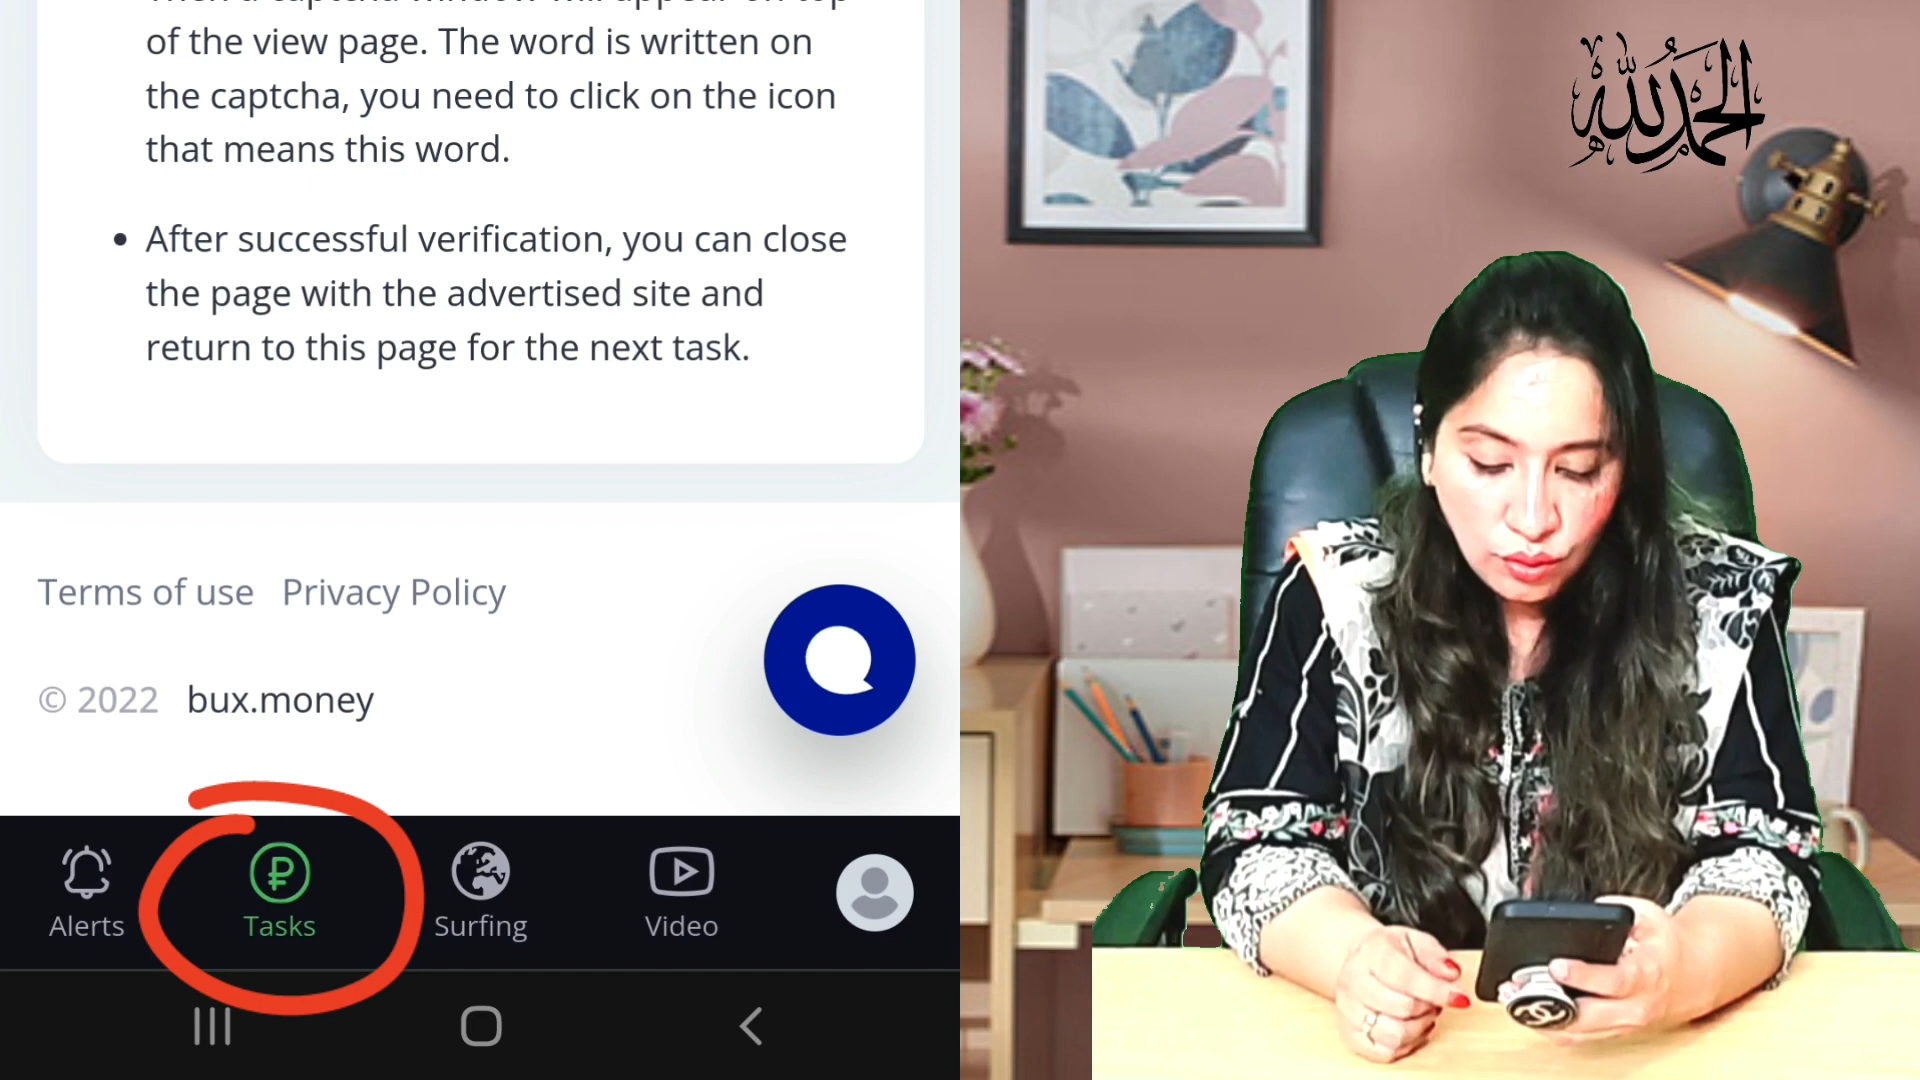 of the view page. The word is written on
the captcha, you need to click on the icon
that means this word.
• After successful verification, you can close
the page with the advertised site and
return to this page for the next task.
Terms of use Privacy Policy
© 2022 bux.money
Alerts Tasks Surfing Video
الحمد لله